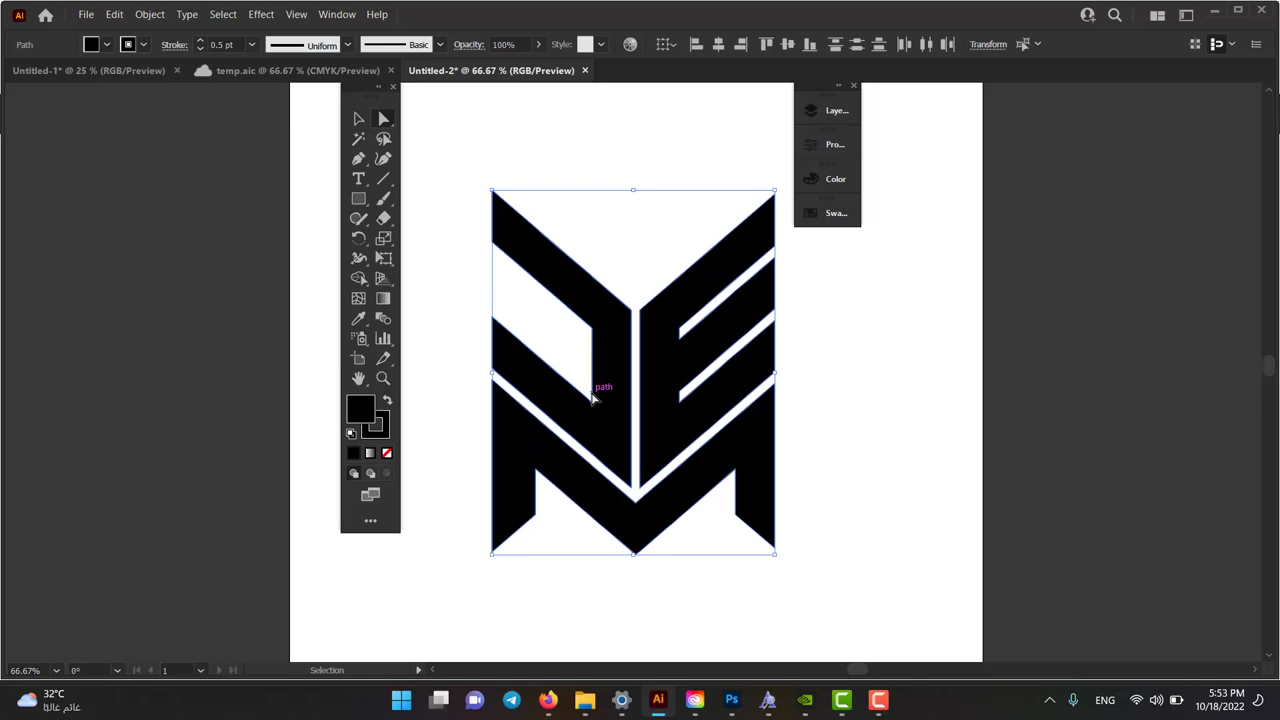 Ai File Edit Object Type Select Effect View Window Help
Path Stroke: 0.5 pt Uniform Basic Opacity: 100% Style: Transform
Untitled-1* @ 25 % (RGB/Preview) × temp.aic @ 66.67 % (CMYK/Preview) × Untitled-2* @ 66.67 % (RGB/Preview) ×
Laye...
Pro...
Color
Swa...
path
66.67% 0° 1 Selection
32°C
غائم غالبًا
Ai Ps ENG
5:53 PM
10/18/2022